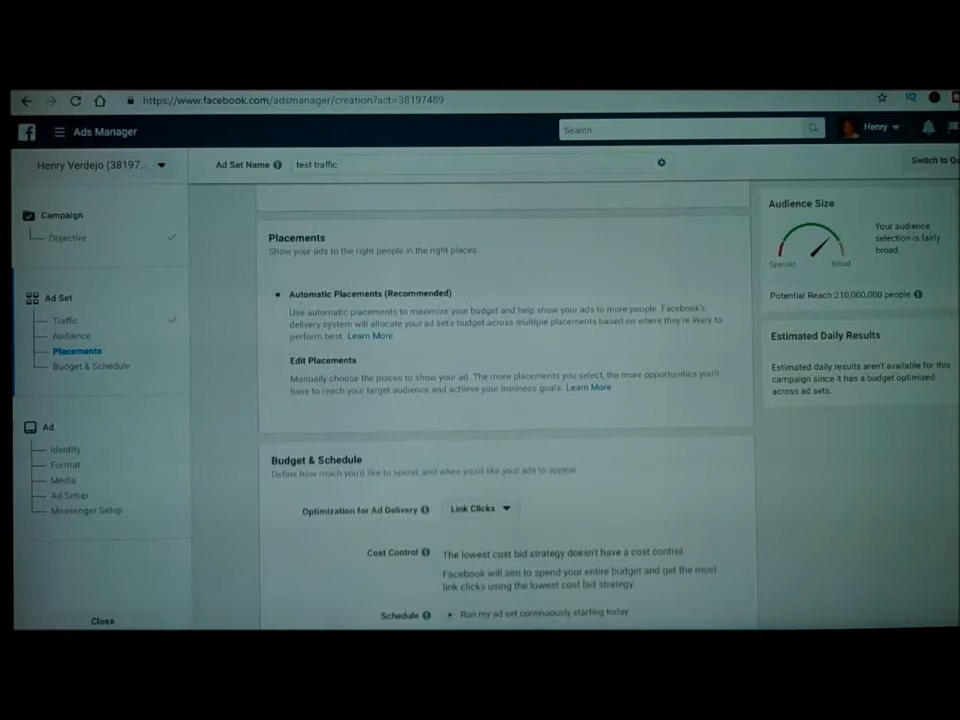 https://www.facebook.com/adsmanager/creation?act=38197489
IQ
Ads Manager
Search
Henry
Henry Verdejo (38197...
Ad Set Name
test traffic
Switch to Qu
Campaign
Objective
Ad Set
Traffic
Audience
Placements
Budget & Schedule
Ad
Identity
Format
Media
Ad Setup
Messenger Setup
Close
Placements
Show your ads to the right people in the right places
Automatic Placements (Recommended)
Use automatic placements to maximize your budget and help show your ads to more people. Facebook's
delivery system will allocate your ad set's budget across multiple placements based on where they're likely to
perform best. Learn More
Edit Placements
Manually choose the places to show your ad. The more placements you select, the more opportunities you'll
have to reach your target audience and achieve your business goals. Learn More
Budget & Schedule
Define how much you'd like to spend, and when you'd like your ads to appear
Optimization for Ad Delivery
Link Clicks
Cost Control
The lowest cost bid strategy doesn't have a cost control.
Facebook will aim to spend your entire budget and get the most
link clicks using the lowest cost bid strategy
Schedule
Run my ad set continuously starting today
Audience Size
Specific
Broad
Your audience
selection is fairly
broad.
Potential Reach:210,000,000 people
Estimated Daily Results
Estimated daily results aren't available for this
campaign since it has a budget optimized
across ad sets.